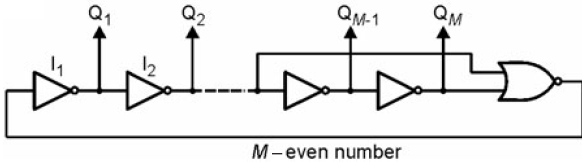 Q1 Q2 QM-1 QM
I1 I2
M – even number